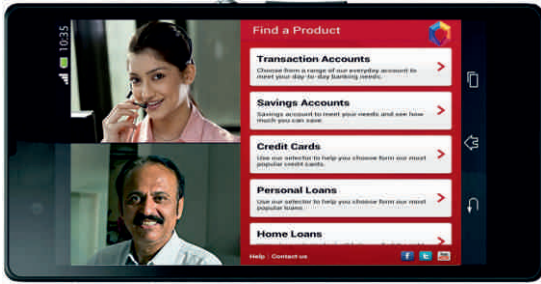 10:35
Find a Product
Transaction Accounts
Choose from a range of our everyday account to
meet your day-to-day banking needs.
Savings Accounts
Savings account to meet your needs and see how
much you can save.
Credit Cards
Use our selector to help you choose form our most
popular credit cards.
Personal Loans
Use our selector to help you choose form our most
popular loans.
Home Loans
Help | Contact us